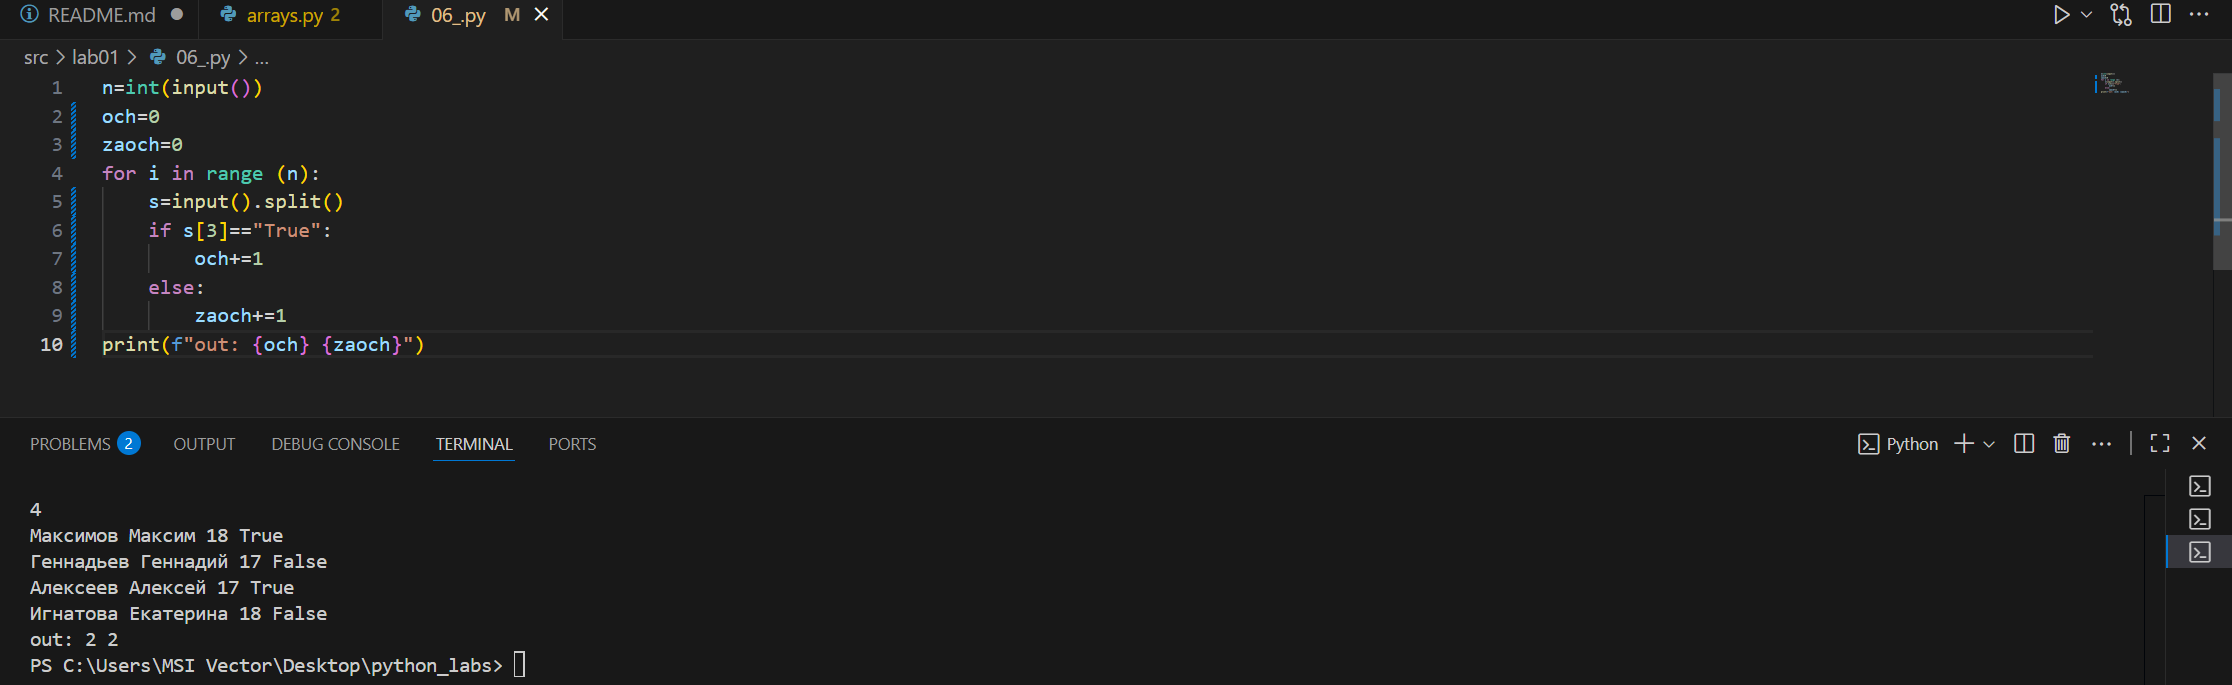 README.md
arrays.py 2
06_.py M
src > lab01 > 06_.py > ...
1 n=int(input())
2 och=0
3 zaoch=0
4 for i in range (n):
5     s=input().split()
6     if s[3]=="True":
7         och+=1
8     else:
9         zaoch+=1
10 print(f"out: {och} {zaoch}")
PROBLEMS 2 OUTPUT DEBUG CONSOLE TERMINAL PORTS
Python
4
Максимов Максим 18 True
Геннадьев Геннадий 17 False
Алексеев Алексей 17 True
Игнатова Екатерина 18 False
out: 2 2
PS C:\Users\MSI Vector\Desktop\python_labs>